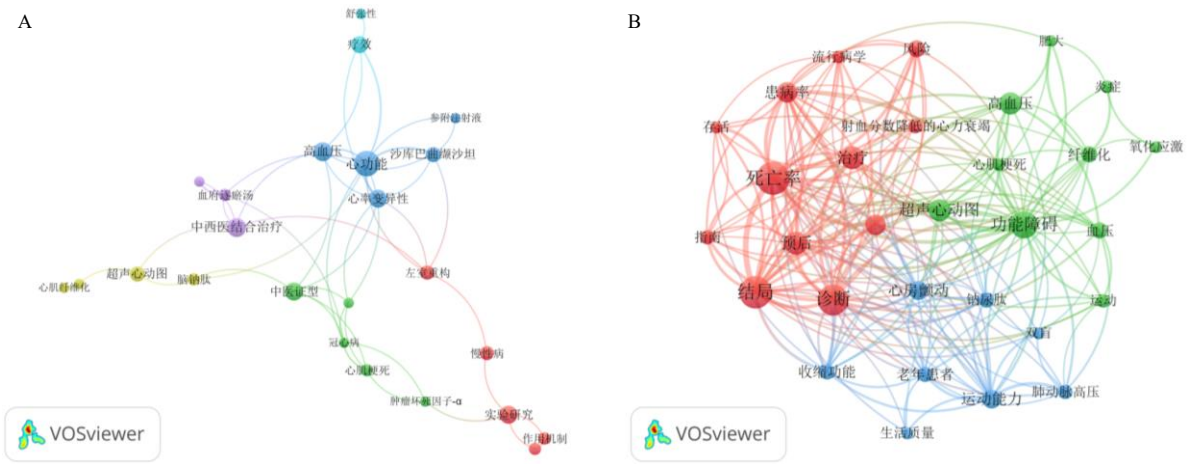 A
舒张性
疗效
参附注射液
高血压
心功能
沙库巴曲缬沙坦
血府逐瘀汤
心率变异性
中西医结合治疗
超声心动图
脑钠肽
左室重构
心肌纤维化
中医证型
冠心病
慢性病
心肌梗死
肿瘤坏死因子-α
实验研究
作用机制
VOSviewer
B
肥大
流行病学
风险
炎症
患病率
高血压
存活
射血分数降低的心力衰竭
氧化应激
治疗
心肌梗死
纤维化
死亡率
超声心动图
功能障碍
血压
指南
预后
结局
诊断
心房颤动
钠尿肽
运动
双盲
收缩功能
老年患者
运动能力
肺动脉高压
生活质量
VOSviewer